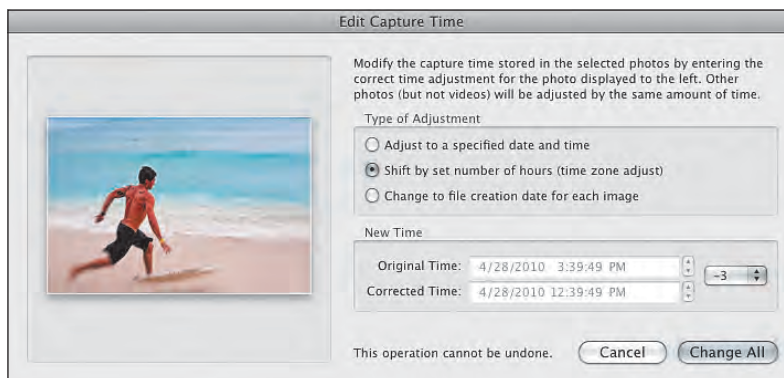 Edit Capture Time
Modify the capture time stored in the selected photos by entering the
correct time adjustment for the photo displayed to the left. Other
photos (but not videos) will be adjusted by the same amount of time.
Type of Adjustment
Adjust to a specified date and time
Shift by set number of hours (time zone adjust)
Change to file creation date for each image
New Time
Original Time: 4/28/2010 3:39:49 PM
-3
Corrected Time: 4/28/2010 12:39:49 PM
This operation cannot be undone. Cancel Change All